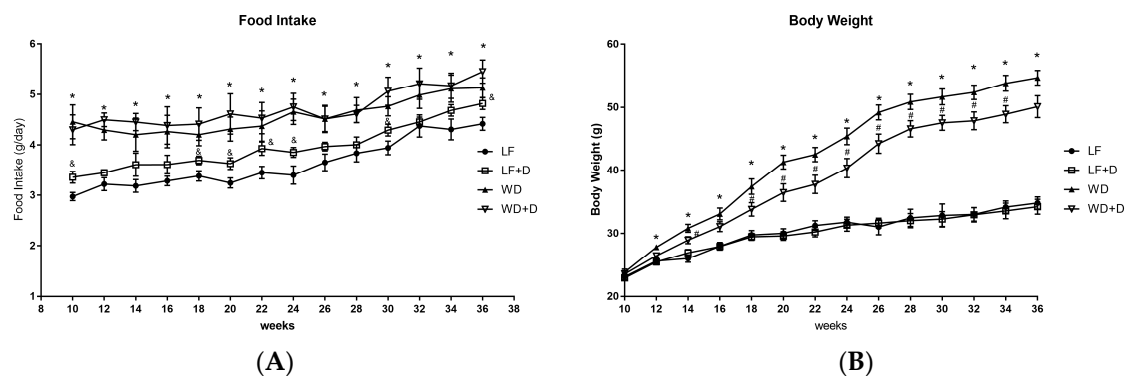 Food Intake
Food Intake (g/day)
6
5
4
3
2
1
* * * * * * * * * * * * * *
& & & & & & &
8 10 12 14 16 18 20 22 24 26 28 30 32 34 36 38
weeks
LF
LF+D
WD
WD+D
(A)
Body Weight
Body Weight (g)
60
50
40
30
20
* * * * * * * * * * * * *
# # # # # # # # # # #
10 12 14 16 18 20 22 24 26 28 30 32 34 36
weeks
LF
LF+D
WD
WD+D
(B)